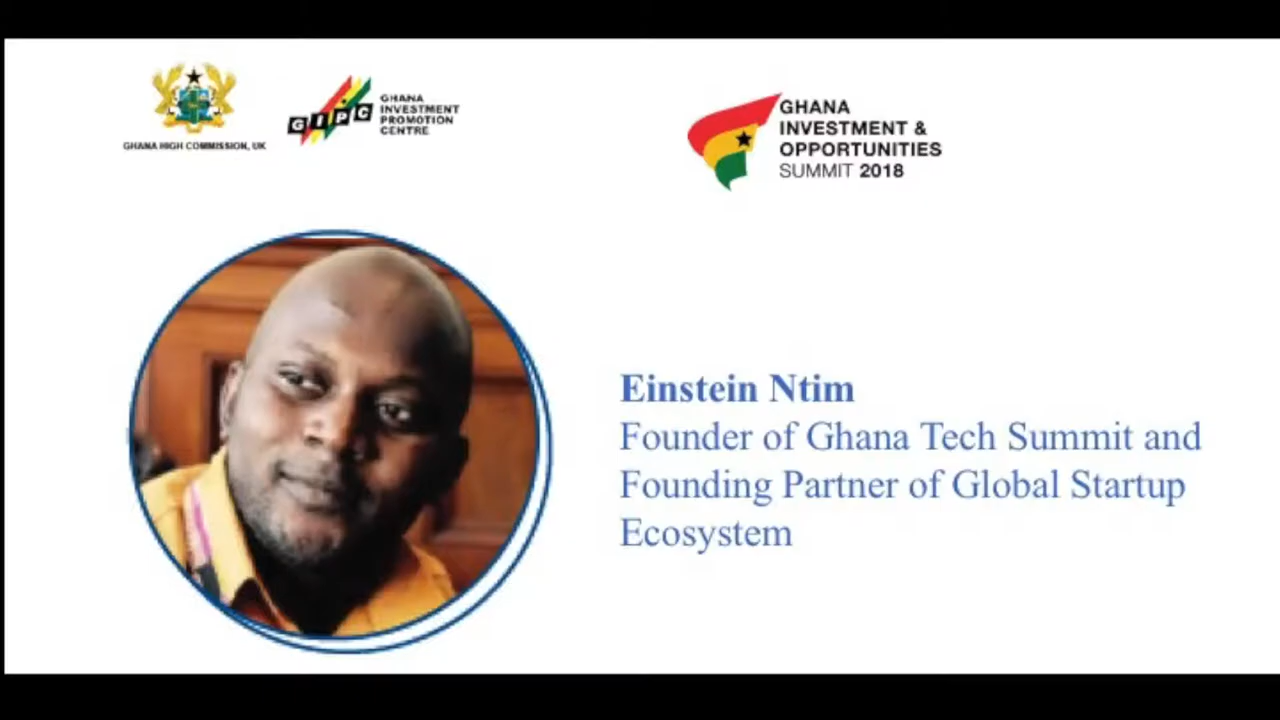 GHANA HIGH COMMISSION, UK
GIPC
GHANA
INVESTMENT
PROMOTION
CENTRE
GHANA
INVESTMENT &
OPPORTUNITIES
SUMMIT 2018
Einstein Ntim
Founder of Ghana Tech Summit and
Founding Partner of Global Startup
Ecosystem